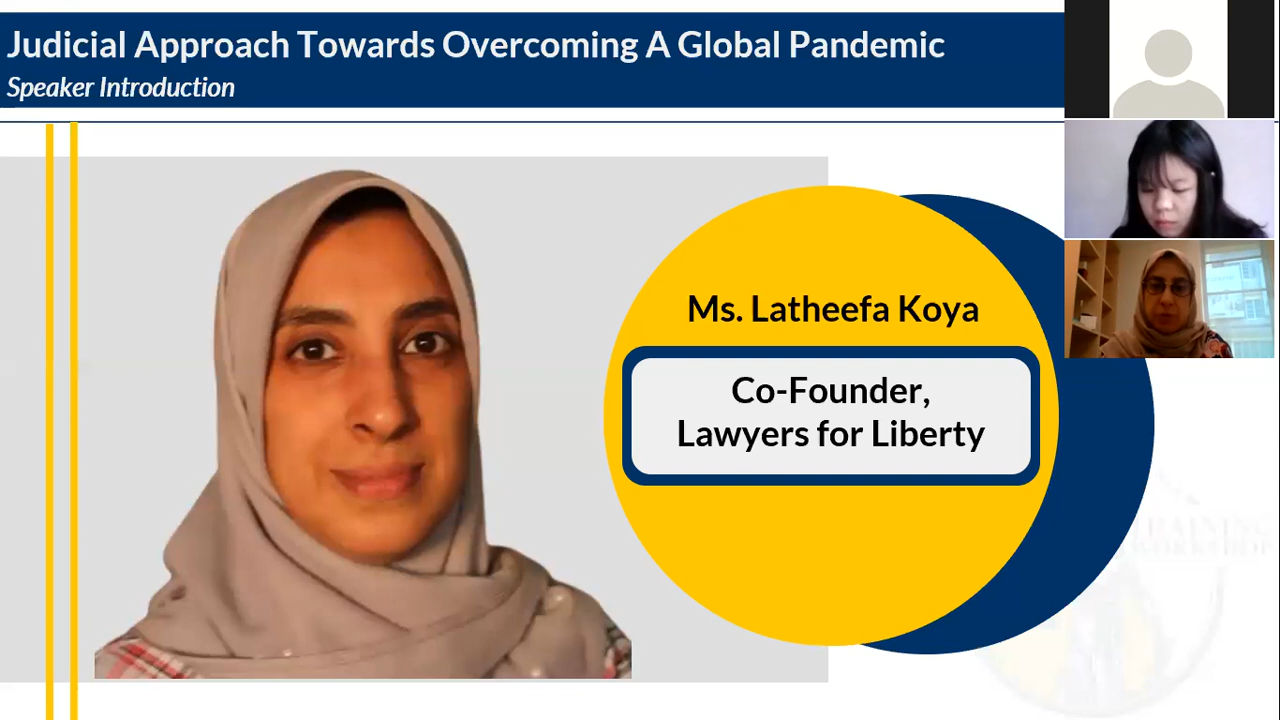 Judicial Approach Towards Overcoming A Global Pandemic
Speaker Introduction
Ms. Latheefa Koya
Co-Founder,
Lawyers for Liberty